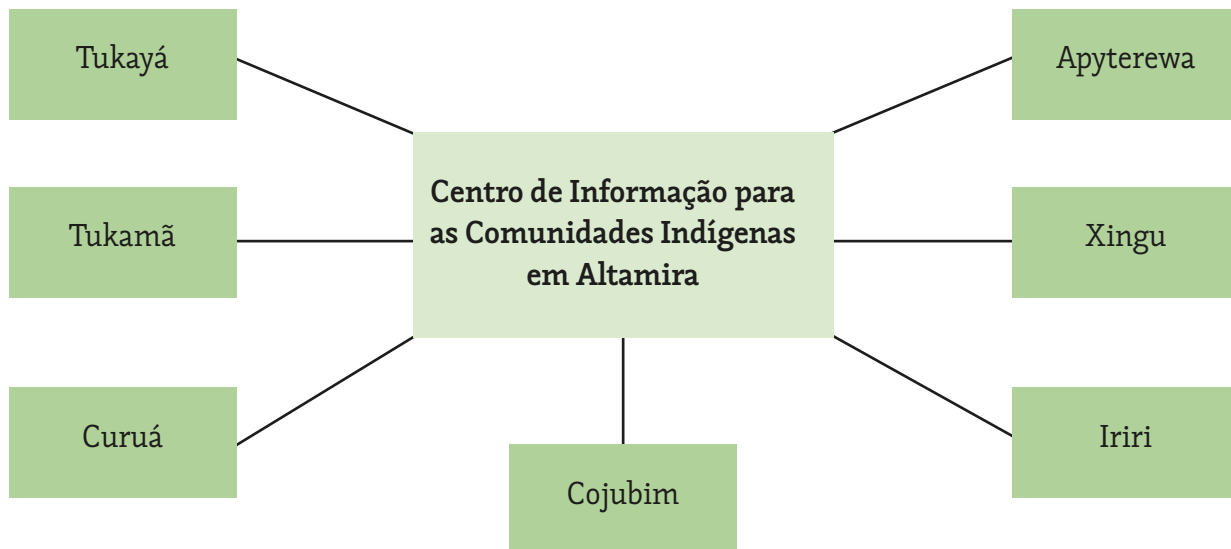 Tukayá
Apyterewa
Centro de Informação para
as Comunidades Indígenas
em Altamira
Tukamã
Xingu
Curuá
Iriri
Cojubim